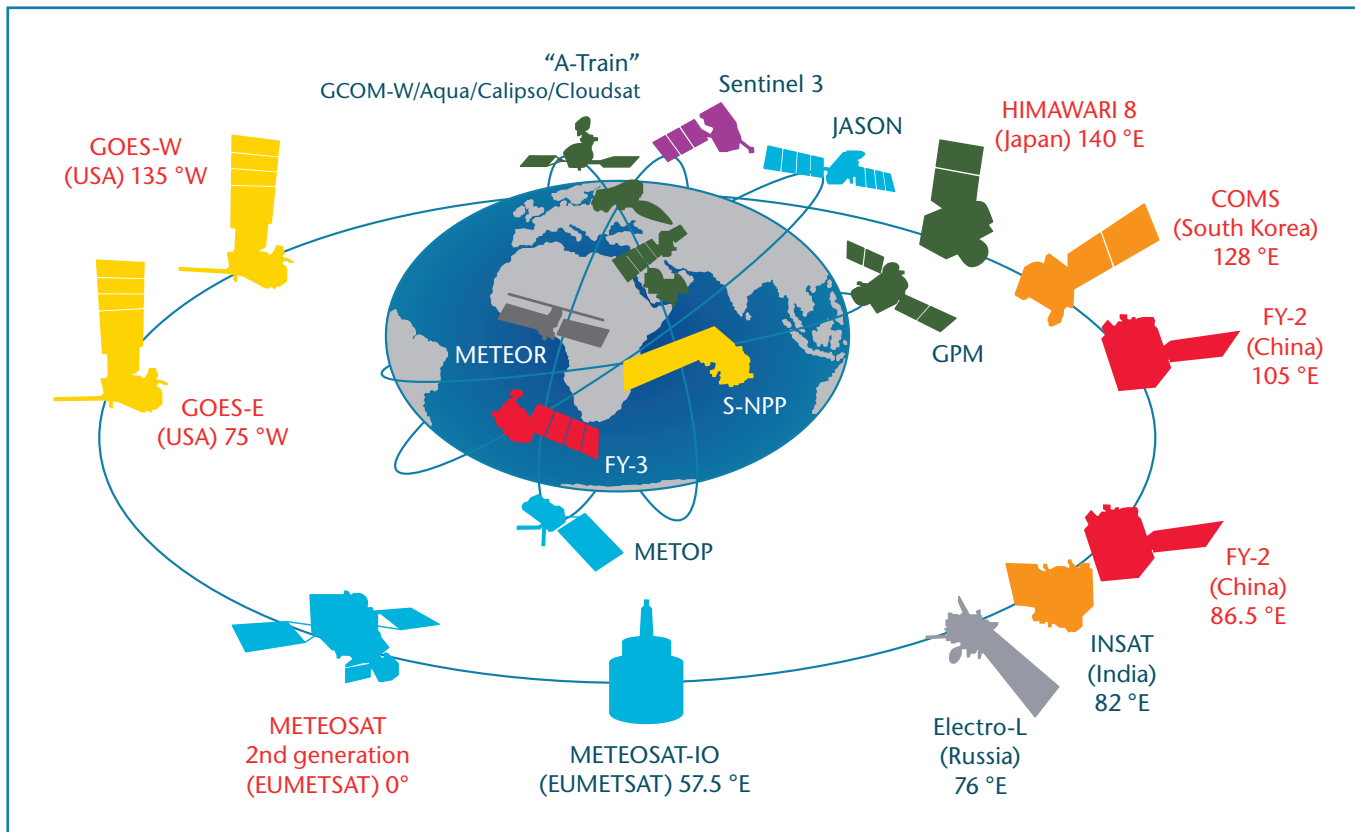 “A-Train”
GCOM-W/Aqua/Calipso/Cloudsat
Sentinel 3
JASON
HIMAWARI 8
(Japan) 140 °E
GOES-W
(USA) 135 °W
COMS
(South Korea)
128 °E
FY-2
(China)
105 °E
GPM
METEOR
S-NPP
GOES-E
(USA) 75 °W
FY-3
METOP
FY-2
(China)
86.5 °E
INSAT
(India)
82 °E
Electro-L
(Russia)
76 °E
METEOSAT
2nd generation
(EUMETSAT) 0°
METEOSAT-IO
(EUMETSAT) 57.5 °E